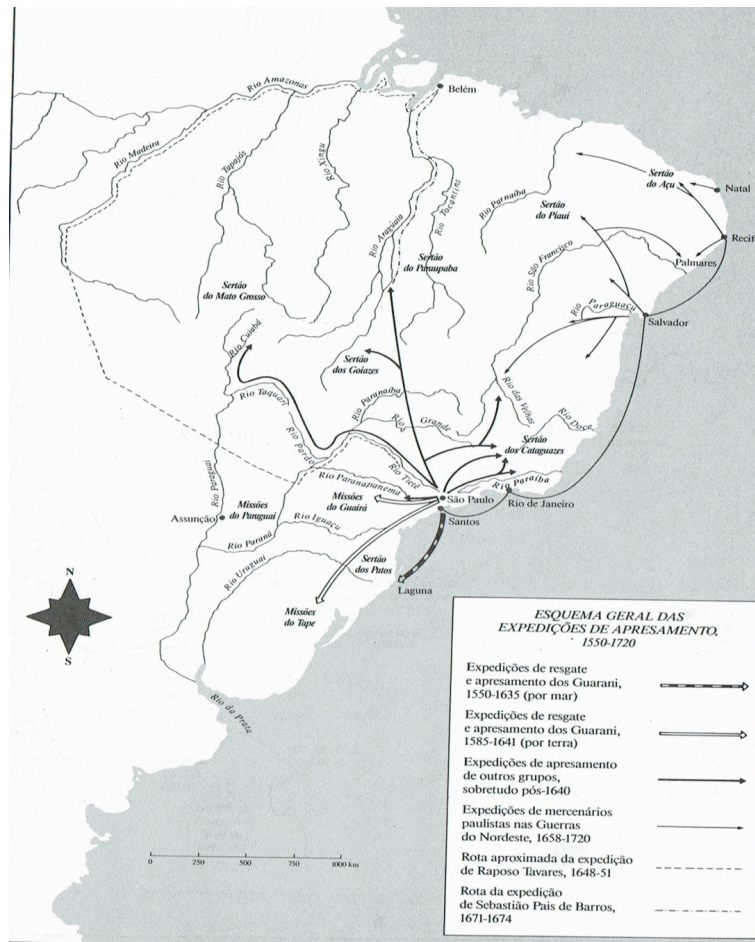 Rio Amazonas
Belém
Rio Madeira
Rio Tapajós
Rio Xingu
Rio Araguaia
Rio Tocantins
Rio Parnaíba
Sertão
do Açu
Natal
Sertão
do Piauí
Recif
Palmares
Rio São Francisco
Sertão
do Paraupaba
Sertão
do Mato Grosso
Rio Paraguaçu
Salvador
Rio Cuiabá
Sertão
dos Goiazes
Rio Taquari
Rio Paranaíba
Rio Grande
Rio das Velhas
Rio Doce
Sertão
dos Cataguazes
Rio Pardo
Rio Tietê
Rio Paraguai
Rio Paranapanema
Rio Paraíba
São Paulo
Rio de Janeiro
Santos
Missões
do Guairá
Assunção
Missões
do Paraguai
Rio Iguaçu
Rio Paraná
Rio Uruguai
Sertão
dos Patos
Laguna
Missões
do Tape
N
S
Rio da Prata
0 250 500 750 1000 km
ESQUEMA GERAL DAS
EXPEDIÇÕES DE APRESAMENTO,
1550-1720
Expedições de resgate
e apresamento dos Guarani,
1550-1635 (por mar)
Expedições de resgate
e apresamento dos Guarani,
1585-1641 (por terra)
Expedições de apresamento
de outros grupos,
sobretudo pós-1640
Expedições de mercenários
paulistas nas Guerras
do Nordeste, 1658-1720
Rota aproximada da expedição
de Raposo Tavares, 1648-51
Rota da expedição
de Sebastião Pais de Barros,
1671-1674